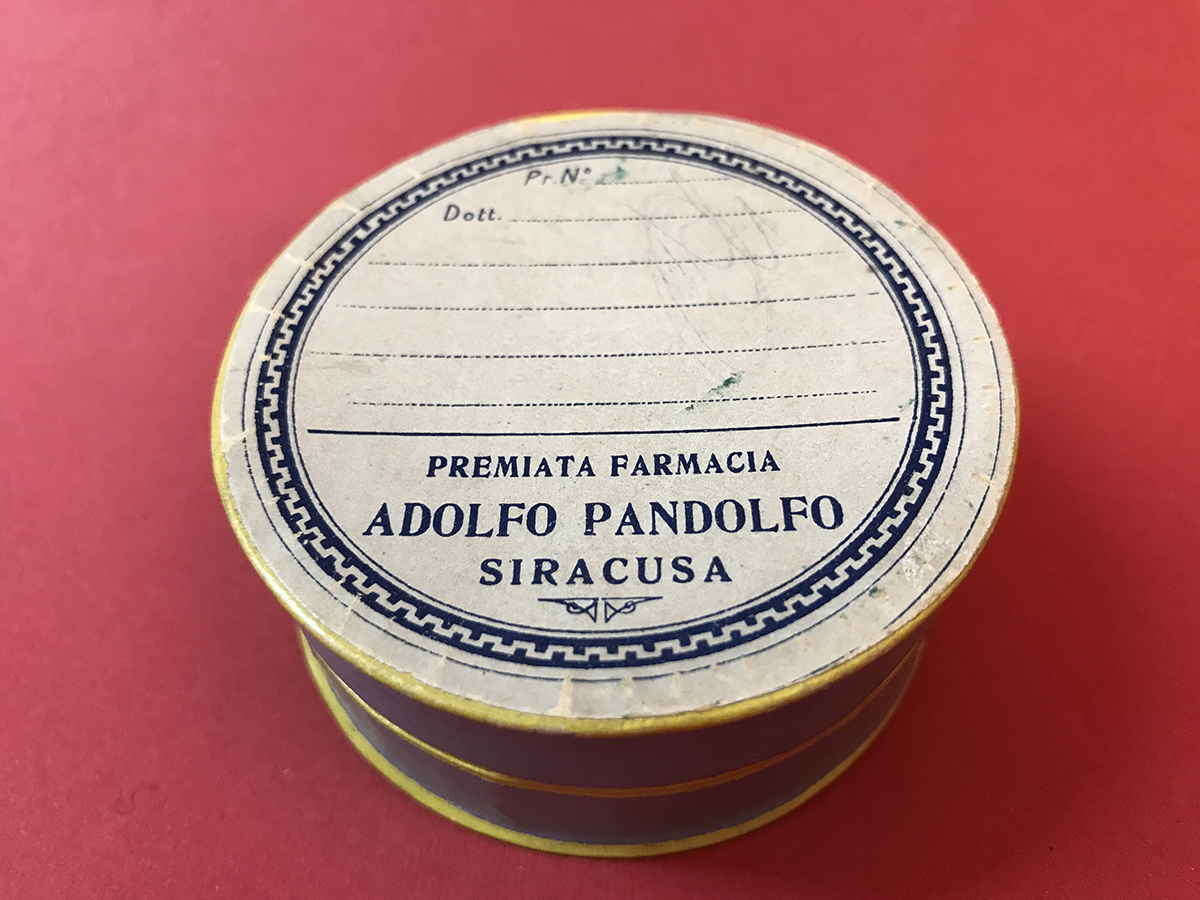 Pr. N°
Dott.
PREMIATA FARMACIA
ADOLFO PANDOLFO
SIRACUSA